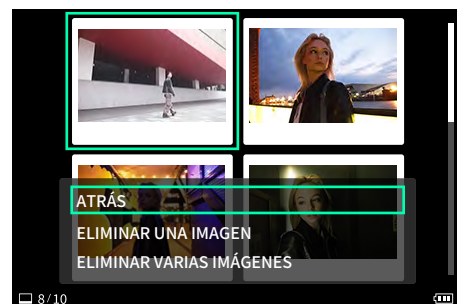 ATRÁS
ELIMINAR UNA IMAGEN
ELIMINAR VARIAS IMÁGENES
8/10